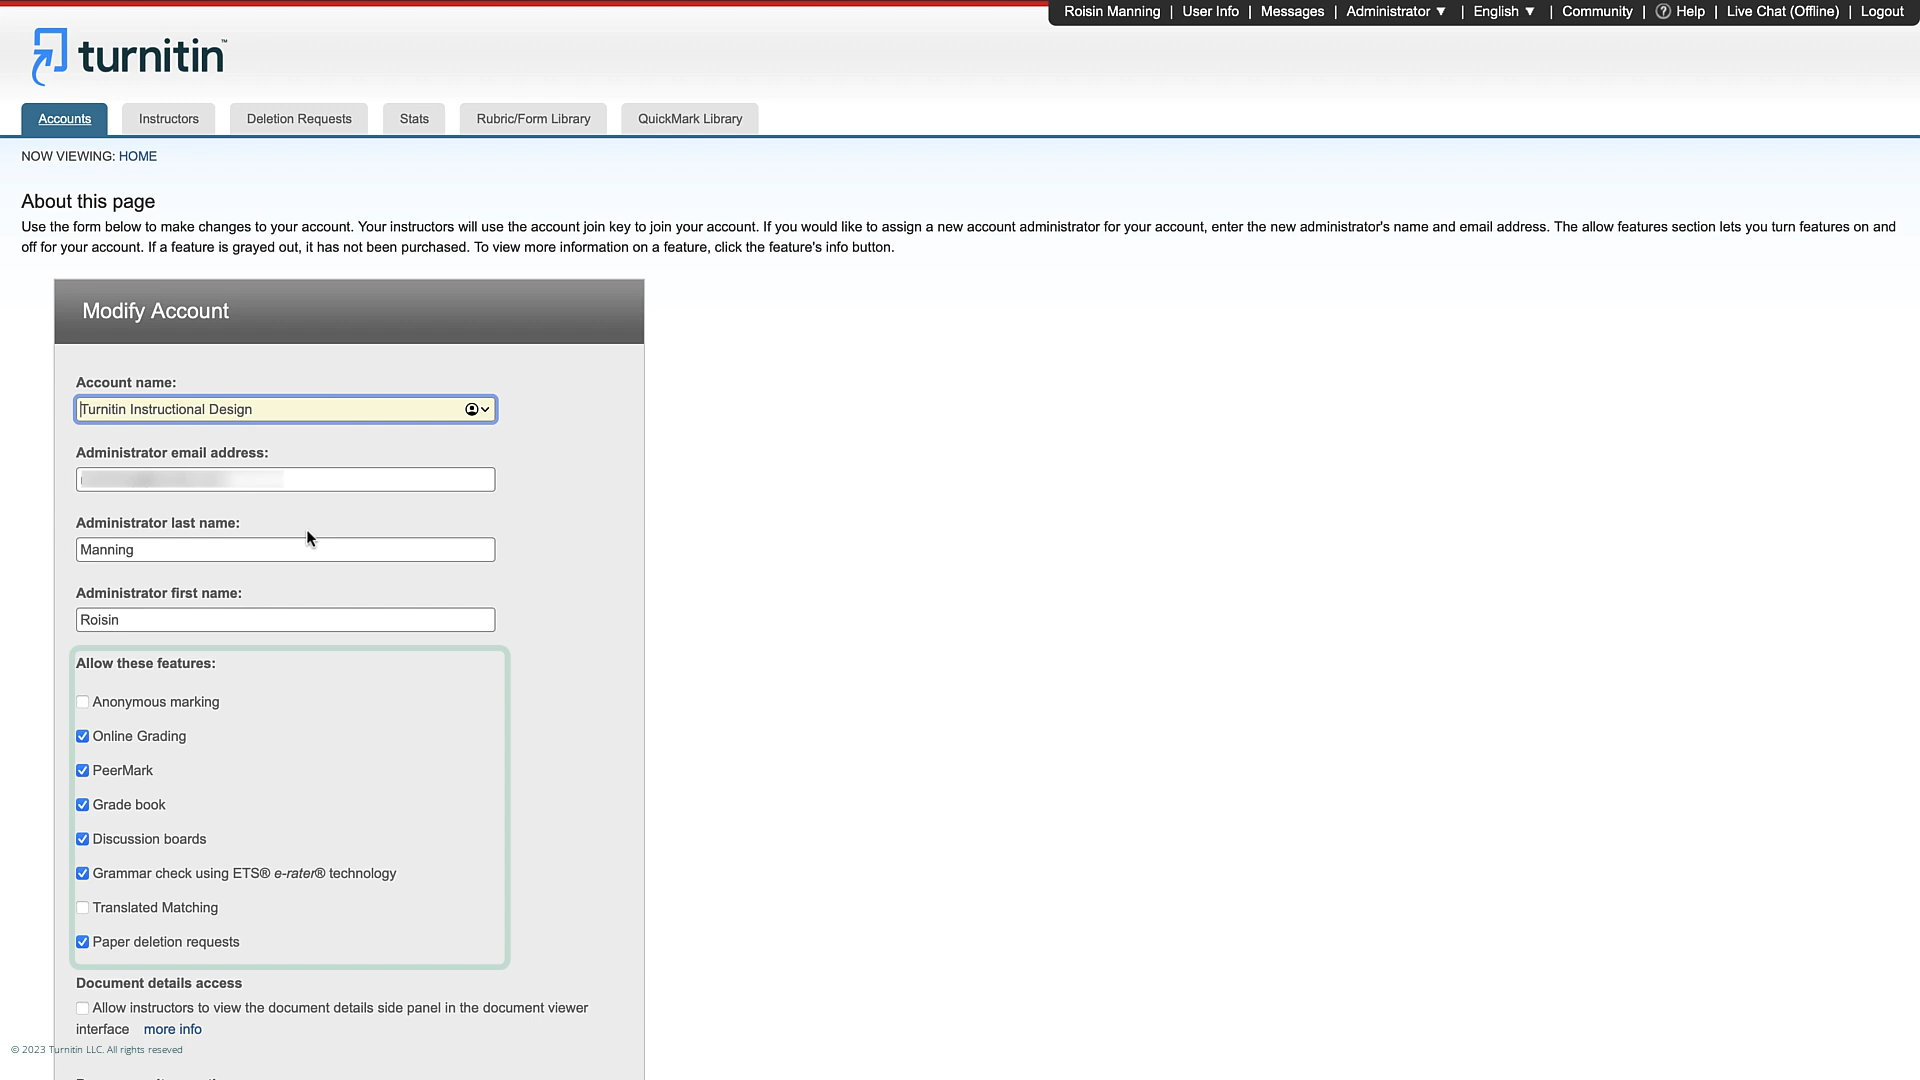 Roisin Manning | User Info | Messages | Administrator ▼ | English ▼ | Community | ? Help | Live Chat (Offline) | Logout
turnitin™
Accounts Instructors Deletion Requests Stats Rubric/Form Library QuickMark Library
NOW VIEWING: HOME
About this page
Use the form below to make changes to your account. Your instructors will use the account join key to join your account. If you would like to assign a new account administrator for your account, enter the new administrator's name and email address. The allow features section lets you turn features on and
off for your account. If a feature is grayed out, it has not been purchased. To view more information on a feature, click the feature's info button.
Modify Account
Account name:
Turnitin Instructional Design
Administrator email address:
Administrator last name:
Manning
Administrator first name:
Roisin
Allow these features:
Anonymous marking
Online Grading
PeerMark
Grade book
Discussion boards
Grammar check using ETS® e-rater® technology
Translated Matching
Paper deletion requests
Document details access
Allow instructors to view the document details side panel in the document viewer
interface more info
© 2023 Turnitin LLC. All rights reseved